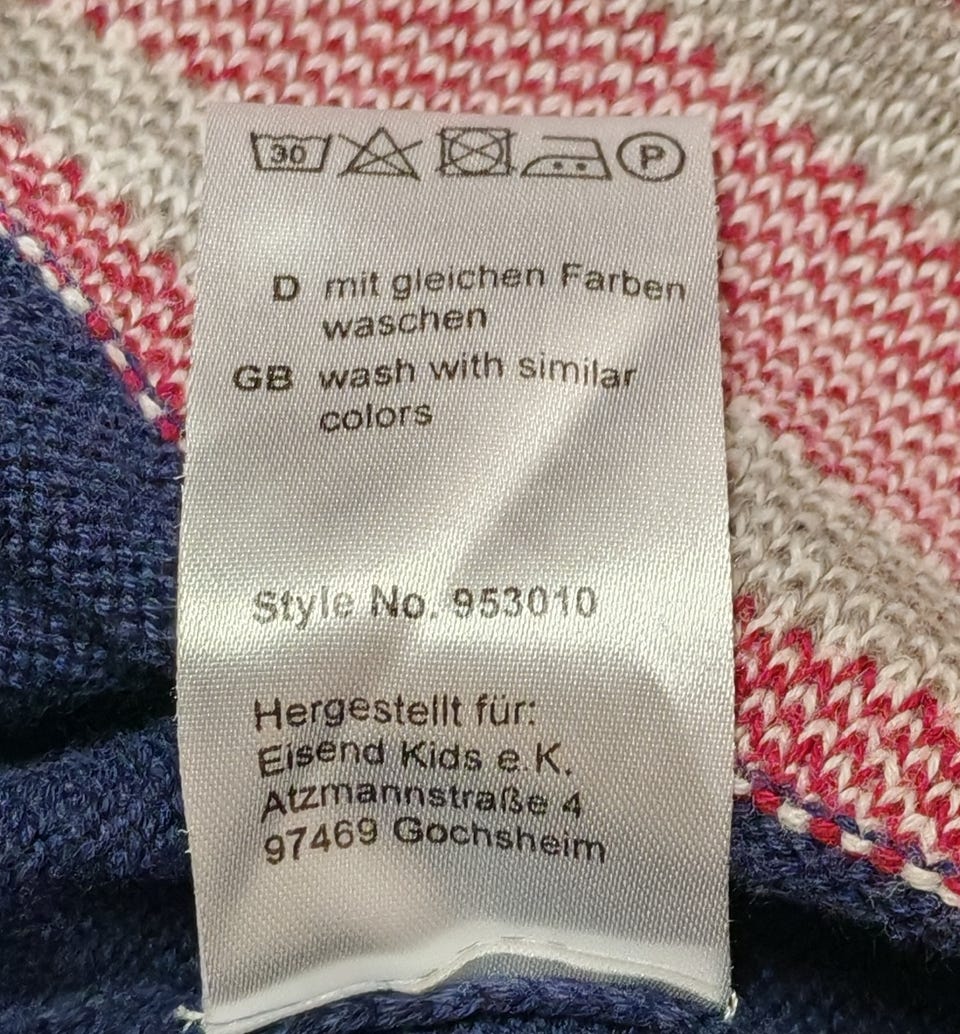 30 P
D mit gleichen Farben
waschen
GB wash with similar
colors
Style No. 953010
Hergestellt für:
Eisend Kids e.K.
Atzmannstraße 4
97469 Gochsheim